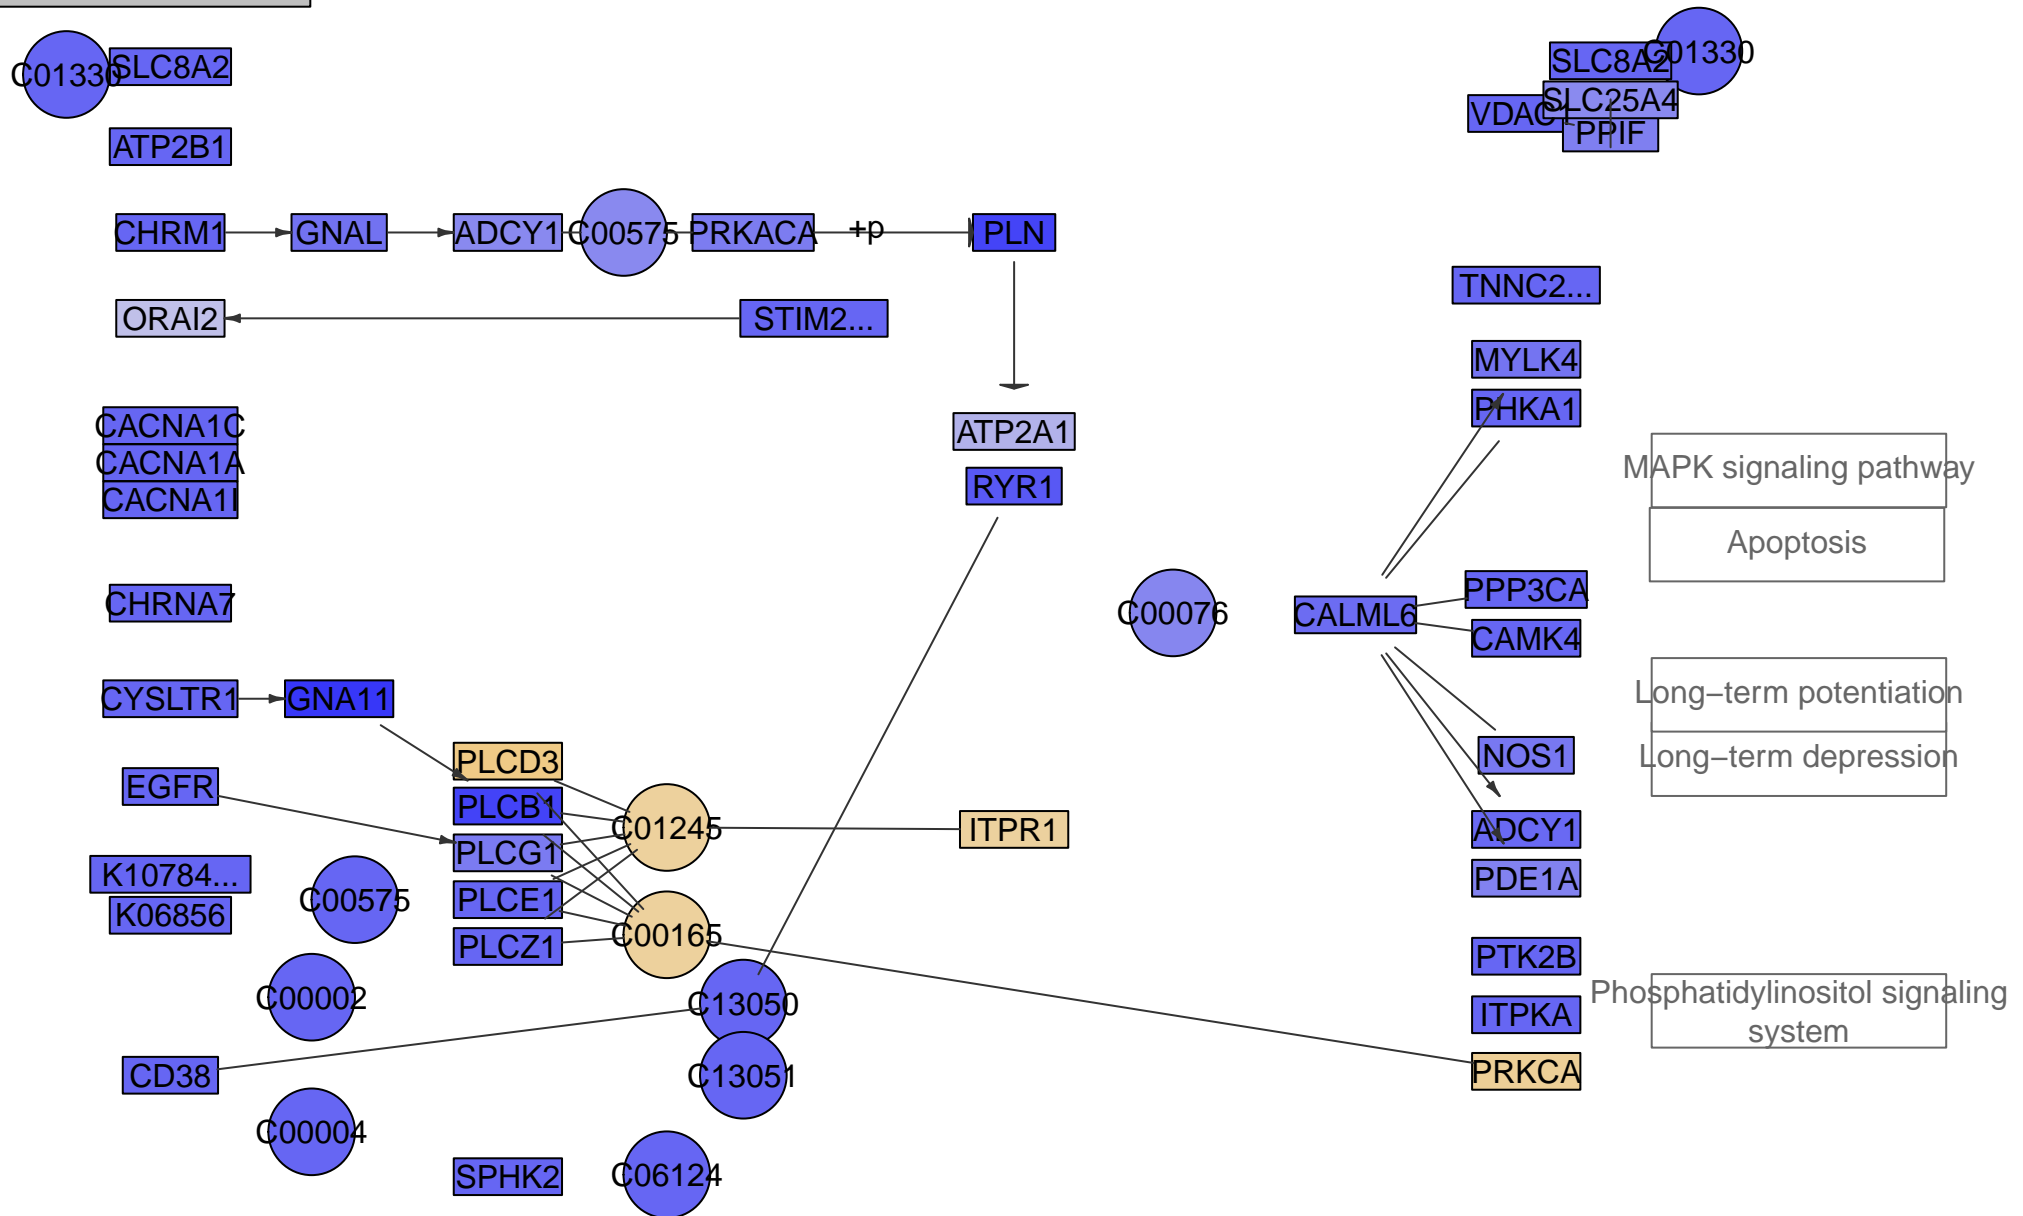 C01330
SLC8A2
ATP2B1
CHRM1
GNAL
ADCY1
C00575
PRKACA
+p
PLN
ORAI2
STIM2...
CACNA1C
CACNA1A
CACNA1I
ATP2A1
RYR1
CHRNA7
CYSLTR1
GNA11
EGFR
PLCD3
PLCB1
PLCG1
PLCE1
PLCZ1
C01245
C00165
ITPR1
K10784...
K06856
C00575
C00002
CD38
C00004
C13050
C13051
SPHK2
C06124
C00076
CALML6
SLC8A2
C01330
SLC25A4
VDAC1
PPIF
TNNC2...
MYLK4
PHKA1
PPP3CA
CAMK4
NOS1
ADCY1
PDE1A
PTK2B
ITPKA
PRKCA
MAPK signaling pathway
Apoptosis
Long−term potentiation
Long−term depression
Phosphatidylinositol signaling
system